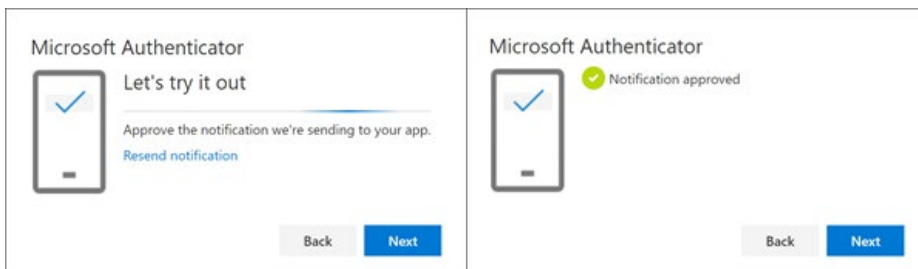 Microsoft Authenticator
Let's try it out
Approve the notification we're sending to your app.
Resend notification
Back
Next
Microsoft Authenticator
Notification approved
Back
Next